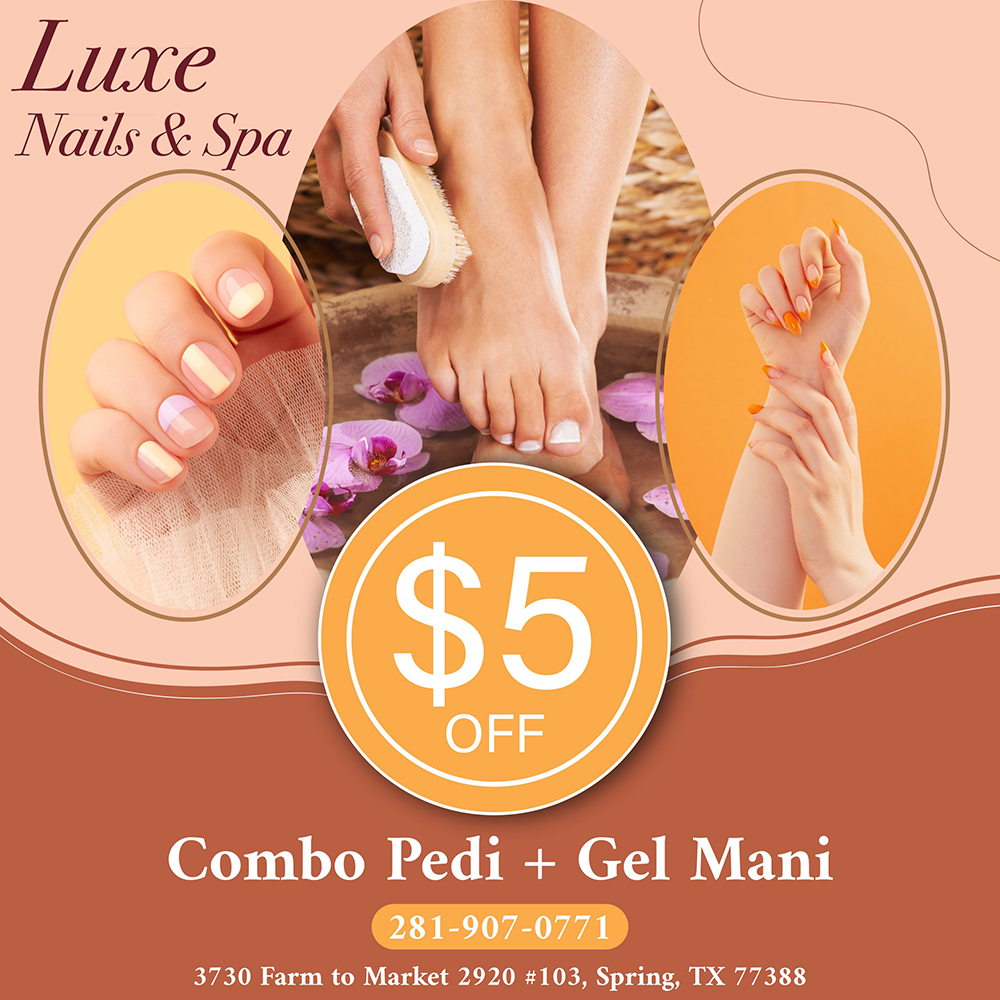 Luxe
Nails & Spa
$5
OFF
Combo Pedi + Gel Mani
281-907-0771
3730 Farm to Market 2920 #103, Spring, TX 77388